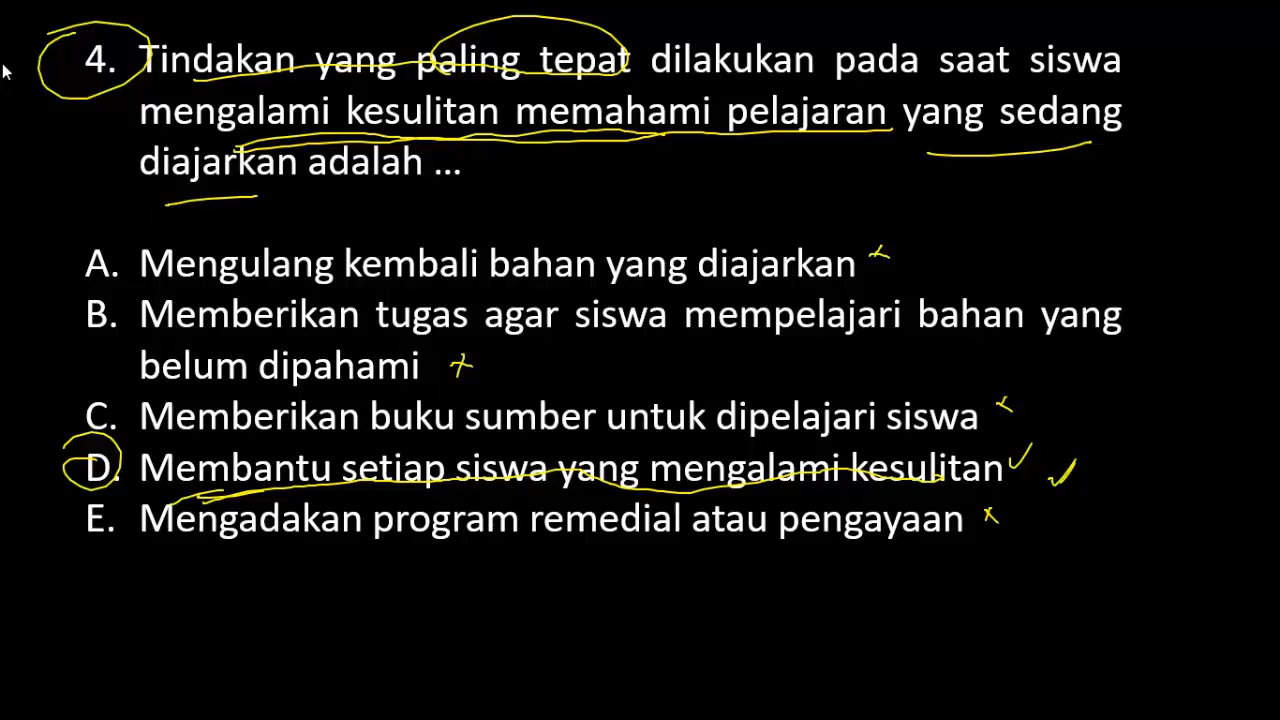 4. Tindakan yang paling tepat dilakukan pada saat siswa
mengalami kesulitan memahami pelajaran yang sedang
diajarkan adalah ...
A. Mengulang kembali bahan yang diajarkan
B. Memberikan tugas agar siswa mempelajari bahan yang
belum dipahami
C. Memberikan buku sumber untuk dipelajari siswa
D. Membantu setiap siswa yang mengalami kesulitan
E. Mengadakan program remedial atau pengayaan